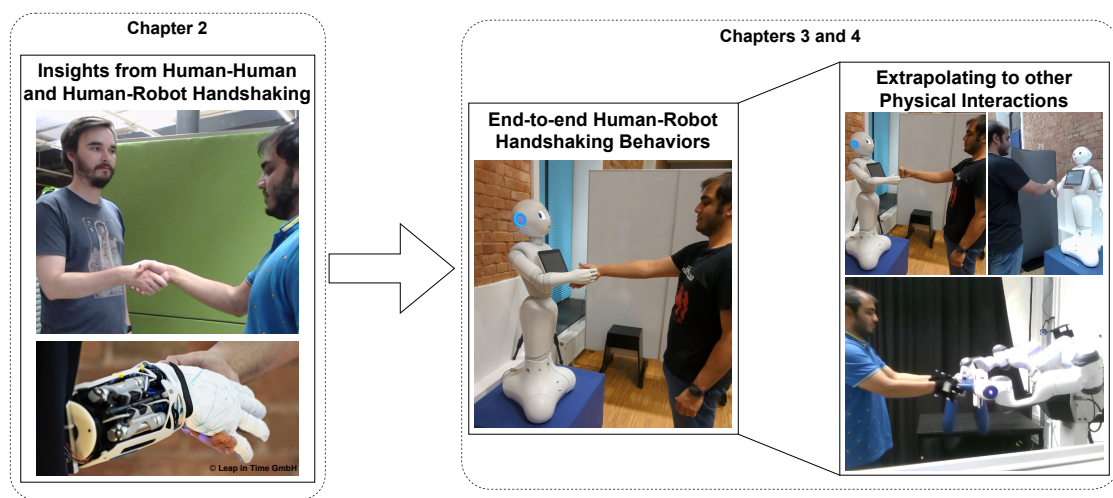 Chapter 2
Insights from Human-Human
and Human-Robot Handshaking
© Leap in Time GmbH
Chapters 3 and 4
End-to-end Human-Robot
Handshaking Behaviors
Extrapolating to other
Physical Interactions